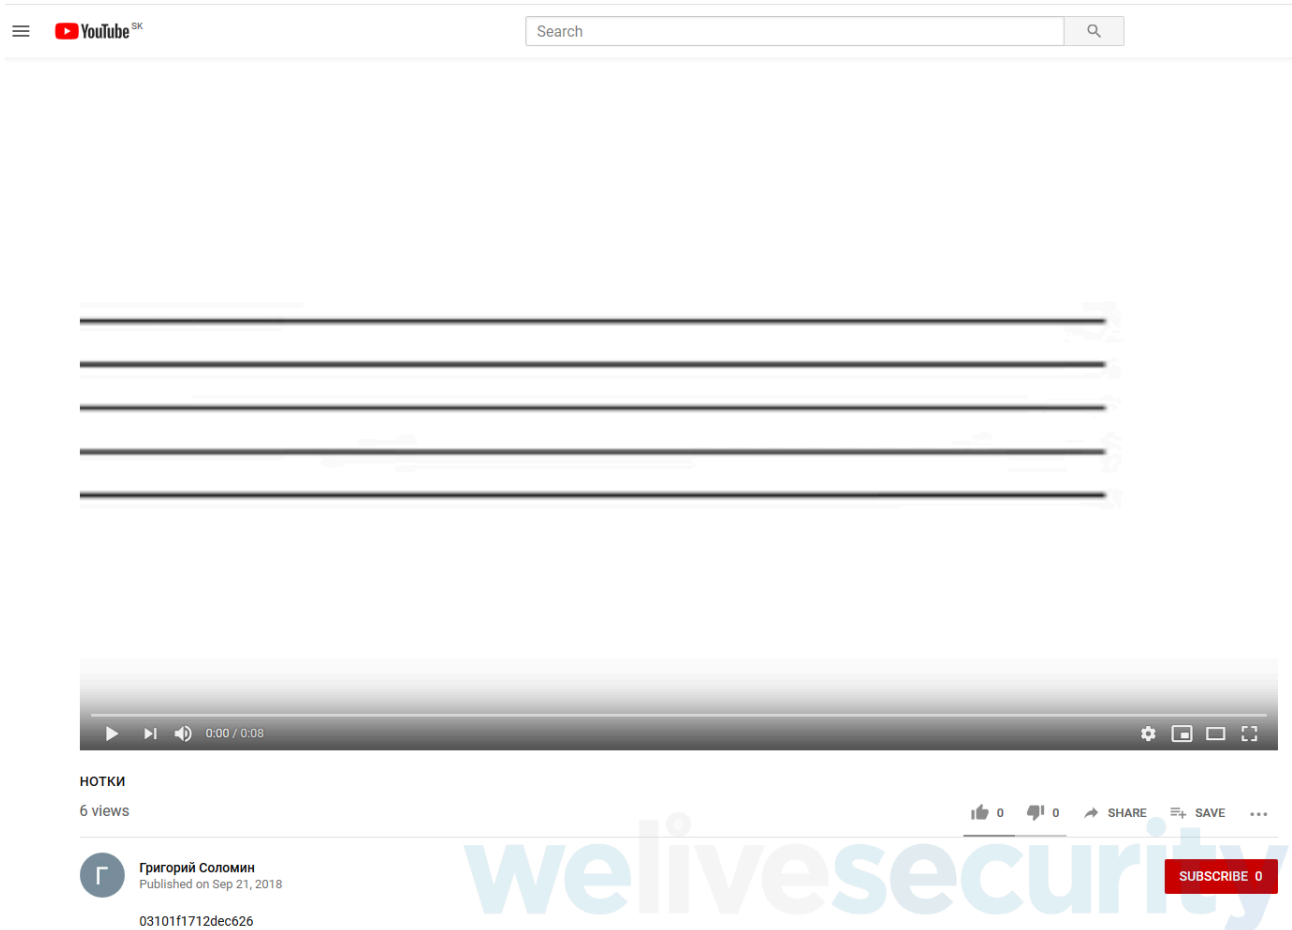 YouTube SK
Search
0:00 / 0:08
НОТКИ
6 views
0
0
SHARE
SAVE
Г
Григорий Соломин
Published on Sep 21, 2018
SUBSCRIBE 0
03101f1712dec626
welivesecurity